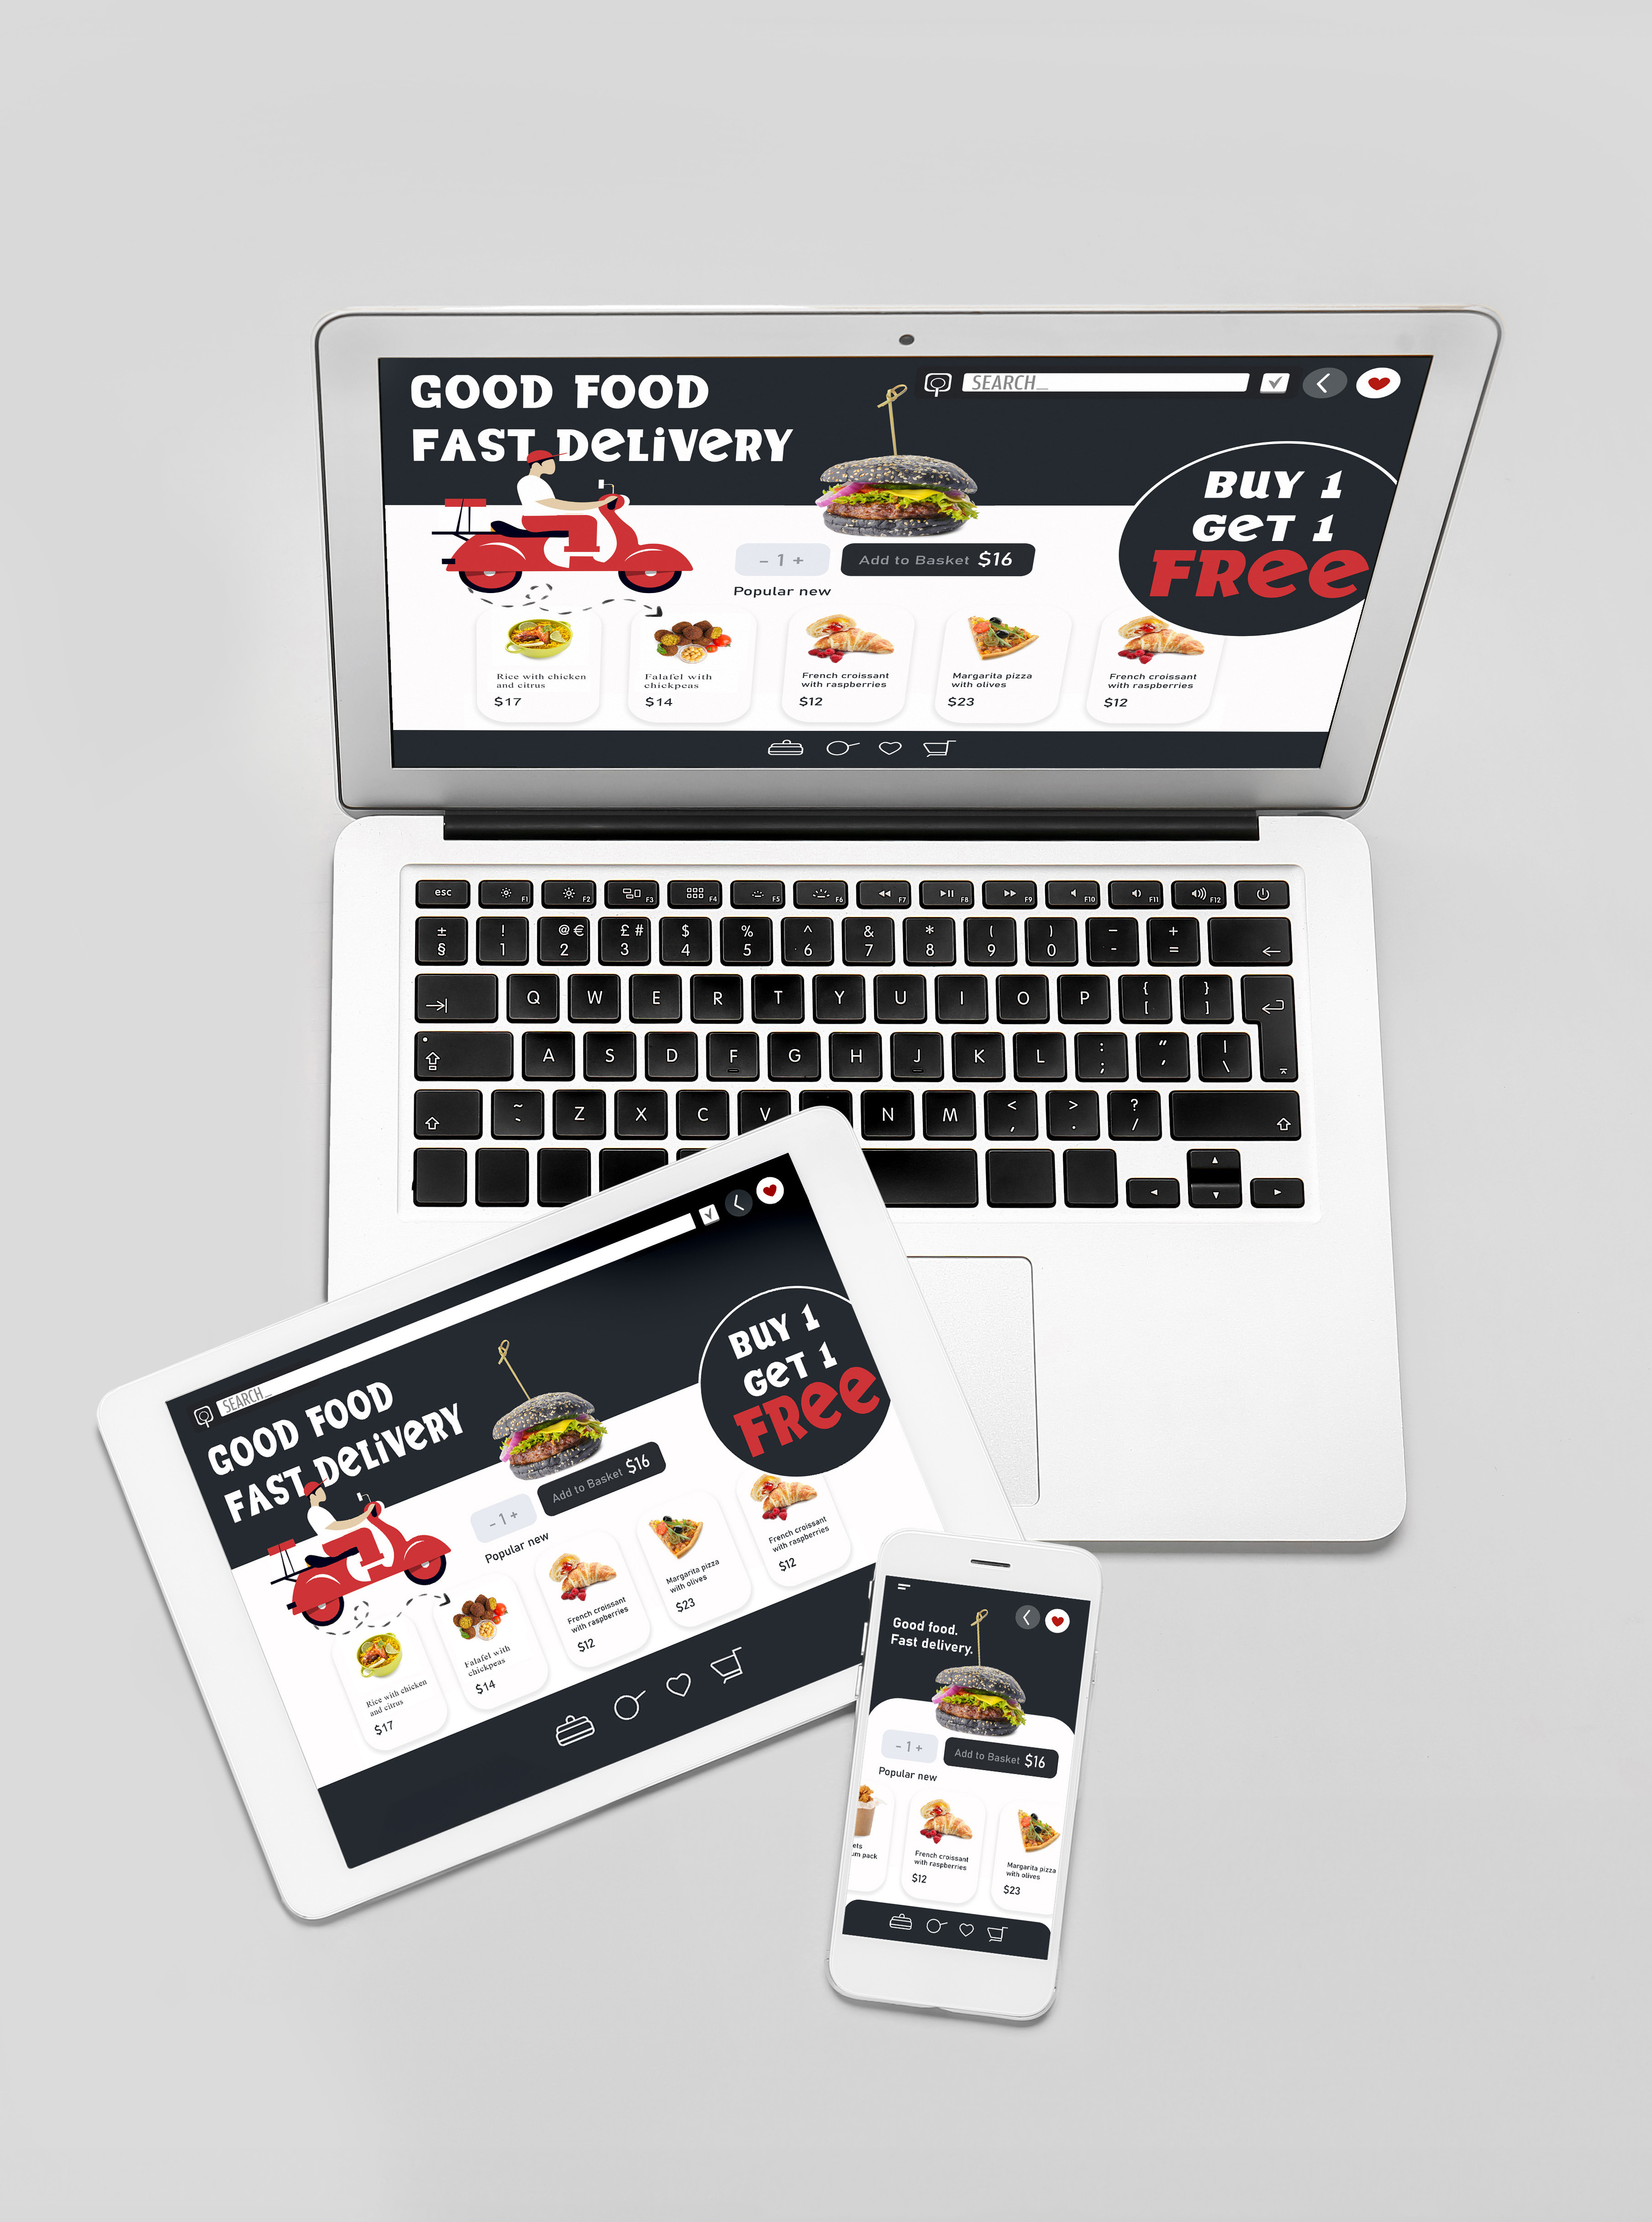 GOOD FOOD
FAST DeLiVeRY
SEARCH_
BUY 1
GeT 1
FRee
- 1 +
Add to Basket $16
Popular new
Rice with chicken
and citrus
$17
Falafel with
chickpeas
$14
French croissant
with raspberries
$12
Margarita pizza
with olives
$23
French croissant
with raspberries
$12
esc F1 F2 F3 F4 F5 F6 F7 F8 F9 F10 F11 F12
± ! @ € £ # $ % ^ & * ( ) – +
§ 1 2 3 4 5 6 7 8 9 0 - =
Q W E R T Y U I O P { }
[ ]
A S D F G H J K L : " |
; ' \
~ Z X C V N M < > ?
` , . /
SEARCH_
GOOD FOOD
FAST DeLiVeRY
BUY 1
GeT 1
FRee
- 1 +
Add to Basket $16
Popular new
Rice with chicken
and citrus
$17
Falafel with
chickpeas
$14
French croissant
with raspberries
$12
Margarita pizza
with olives
$23
French croissant
with raspberries
$12
Good food.
Fast delivery.
- 1 +
Add to Basket $16
Popular new
ets
um pack
French croissant
with raspberries
$12
Margarita pizza
with olives
$23